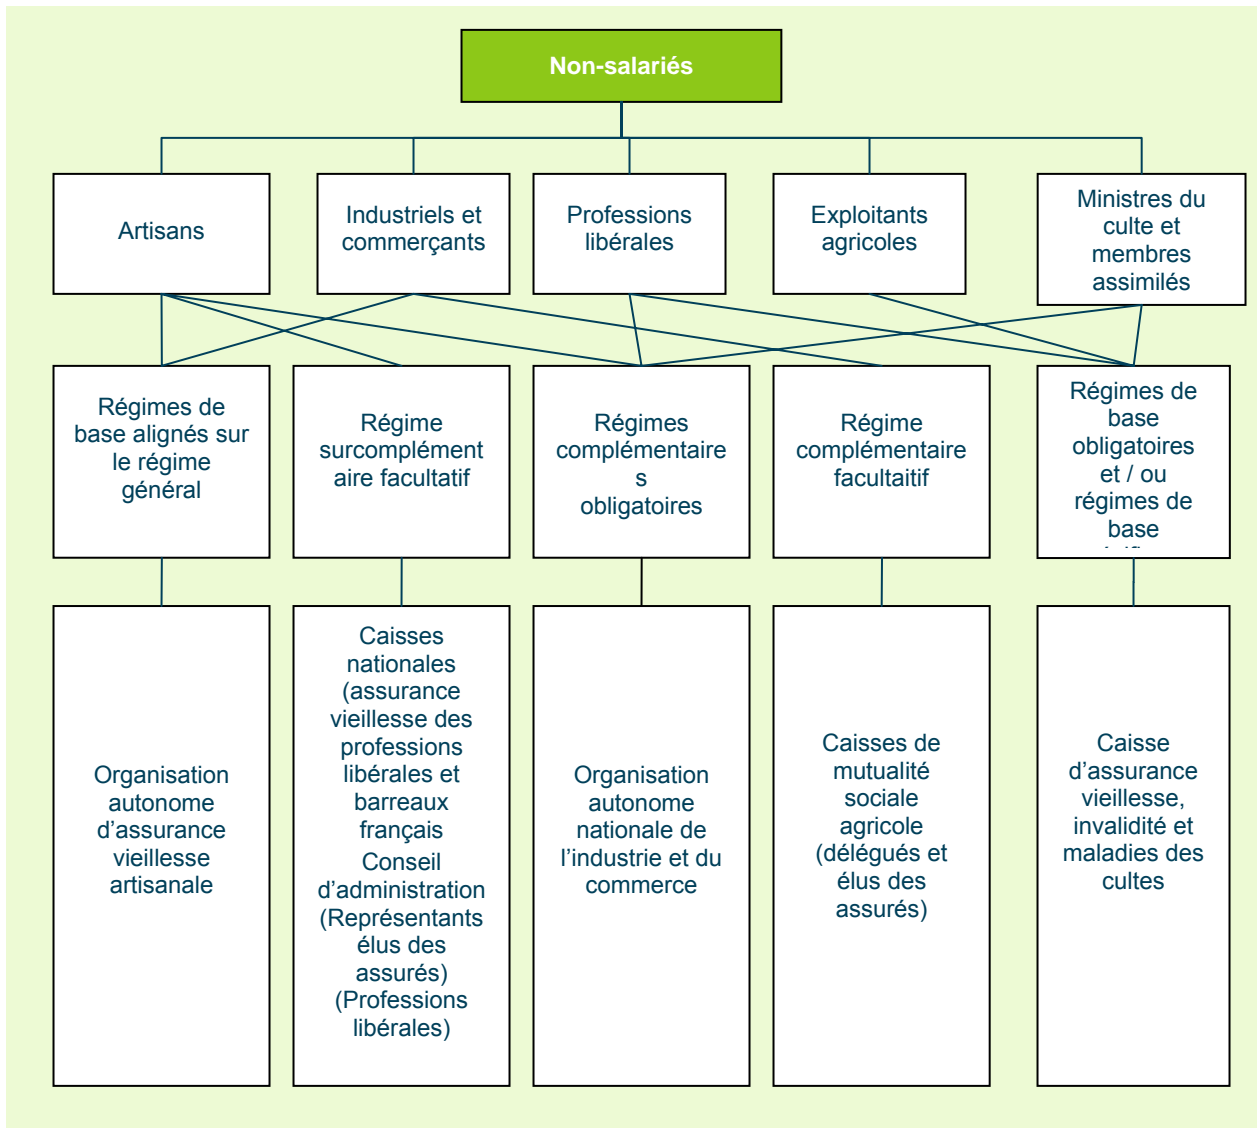 Non-salariés
Artisans
Industriels et
commerçants
Professions
libérales
Exploitants
agricoles
Ministres du
culte et
membres
assimilés
Régimes de
base alignés sur
le régime
général
Régime
surcomplément
aire facultatif
Régimes
complémentaire
s
obligatoires
Régime
complémentaire
facultaitif
Régimes de
base
obligatoires
et / ou
régimes de
base
Organisation
autonome
d’assurance
vieillesse
artisanale
Caisses
nationales
(assurance
vieillesse des
professions
libérales et
barreaux
français
Conseil
d’administration
(Représentants
élus des
assurés)
(Professions
libérales)
Organisation
autonome
nationale de
l’industrie et du
commerce
Caisses de
mutualité
sociale
agricole
(délégués et
élus des
assurés)
Caisse
d’assurance
vieillesse,
invalidité et
maladies des
cultes